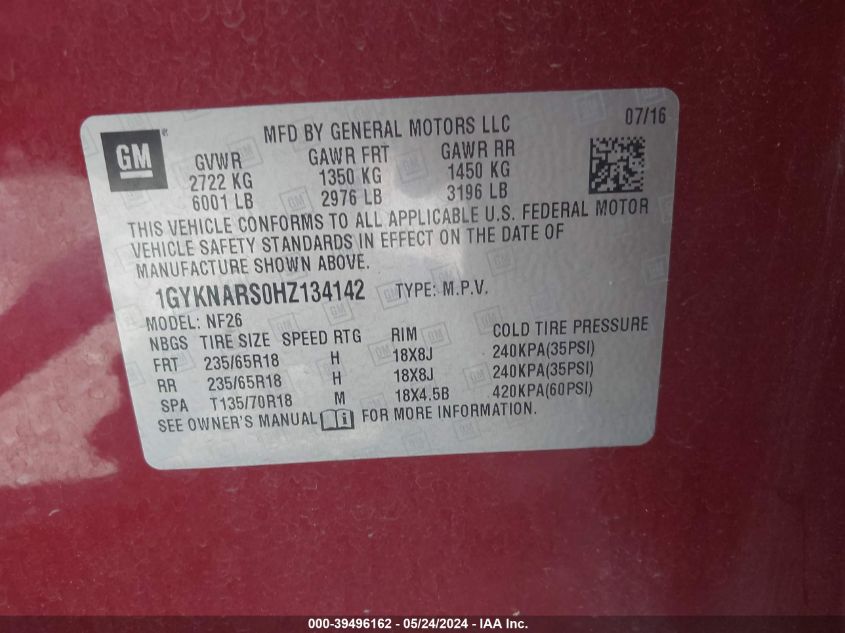 GM
MFD BY GENERAL MOTORS LLC
07/16
GVWR GAWR FRT GAWR RR
2722 KG 1350 KG 1450 KG
6001 LB 2976 LB 3196 LB
THIS VEHICLE CONFORMS TO ALL APPLICABLE U.S. FEDERAL MOTOR
VEHICLE SAFETY STANDARDS IN EFFECT ON THE DATE OF
MANUFACTURE SHOWN ABOVE.
1GYKNARS0HZ134142 TYPE: M.P.V.
MODEL: NF26
NBGS TIRE SIZE SPEED RTG RIM COLD TIRE PRESSURE
FRT 235/65R18 H 18X8J 240KPA(35PSI)
RR 235/65R18 H 18X8J 240KPA(35PSI)
SPA T135/70R18 M 18X4.5B 420KPA(60PSI)
SEE OWNER'S MANUAL FOR MORE INFORMATION.
000-39496162 - 05/24/2024 - IAA Inc.